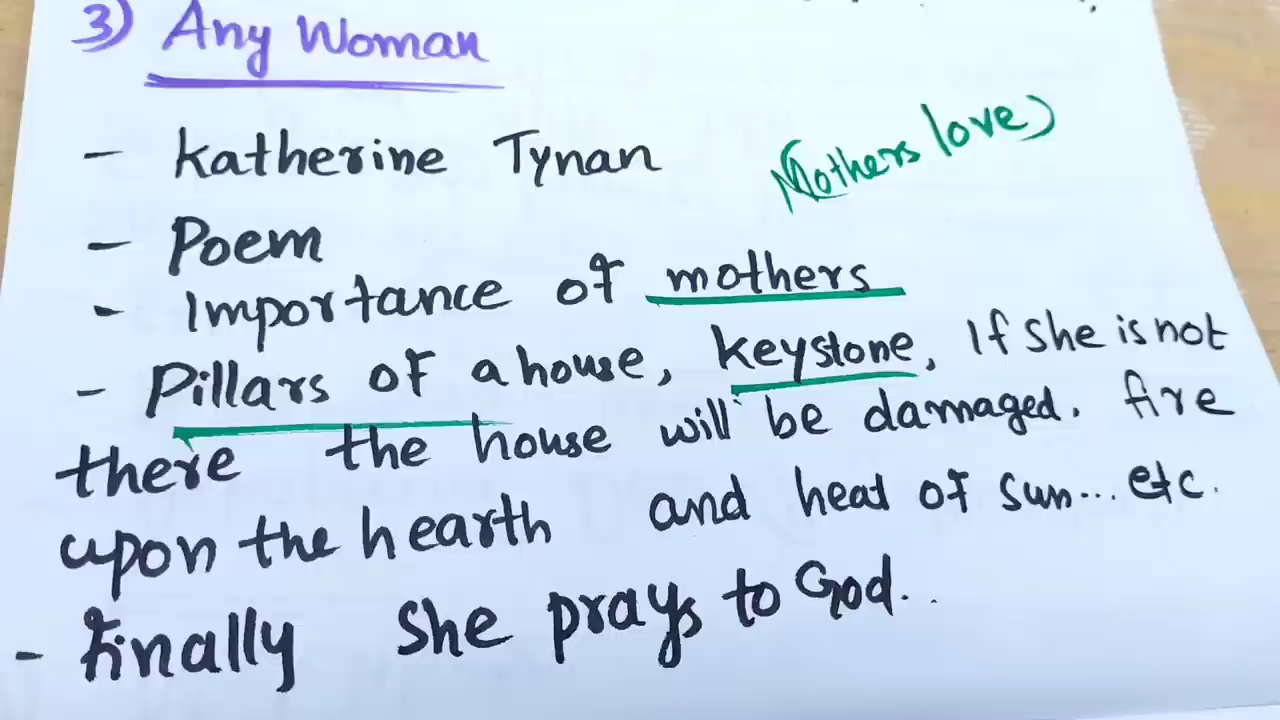 3) Any Woman
- Katherine Tynan
Mothers love)
- Poem
- Importance of mothers
- Pillars of a house, keystone, If she is not
there the house will be damaged. fire
upon the hearth and heat of sun... etc.
- Finally She prays to God..